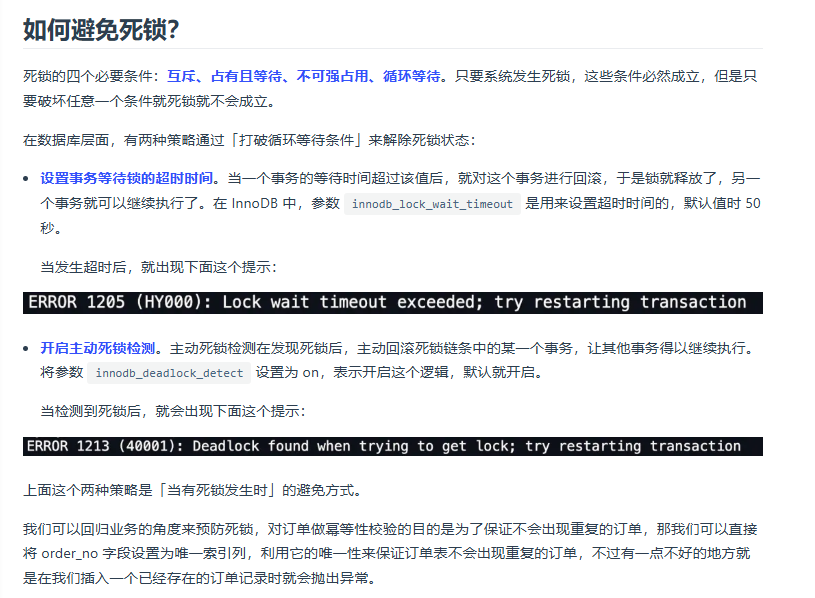 如何避免死锁？
死锁的四个必要条件：互斥、占有且等待、不可强占用、循环等待。只要系统发生死锁，这些条件必然成立，但是只
要破坏任意一个条件就死锁就不会成立。
在数据库层面，有两种策略通过「打破循环等待条件」来解除死锁状态：
• 设置事务等待锁的超时时间。当一个事务的等待时间超过该值后，就对这个事务进行回滚，于是锁就释放了，另一
个事务就可以继续执行了。在 InnoDB 中，参数 innodb_lock_wait_timeout 是用来设置超时时间的，默认值时 50
秒。
当发生超时后，就出现下面这个提示：
ERROR 1205 (HY000): Lock wait timeout exceeded; try restarting transaction
• 开启主动死锁检测。主动死锁检测在发现死锁后，主动回滚死锁链条中的某一个事务，让其他事务得以继续执行。
将参数 innodb_deadlock_detect 设置为 on，表示开启这个逻辑，默认就开启。
当检测到死锁后，就会出现下面这个提示：
ERROR 1213 (40001): Deadlock found when trying to get lock; try restarting transaction
上面这个两种策略是「当有死锁发生时」的避免方式。
我们可以回归业务的角度来预防死锁，对订单做幂等性校验的目的是为了保证不会出现重复的订单，那我们可以直接
将 order_no 字段设置为唯一索引列，利用它的唯一性来保证订单表不会出现重复的订单，不过有一点不好的地方就
是在我们插入一个已经存在的订单记录时就会抛出异常。